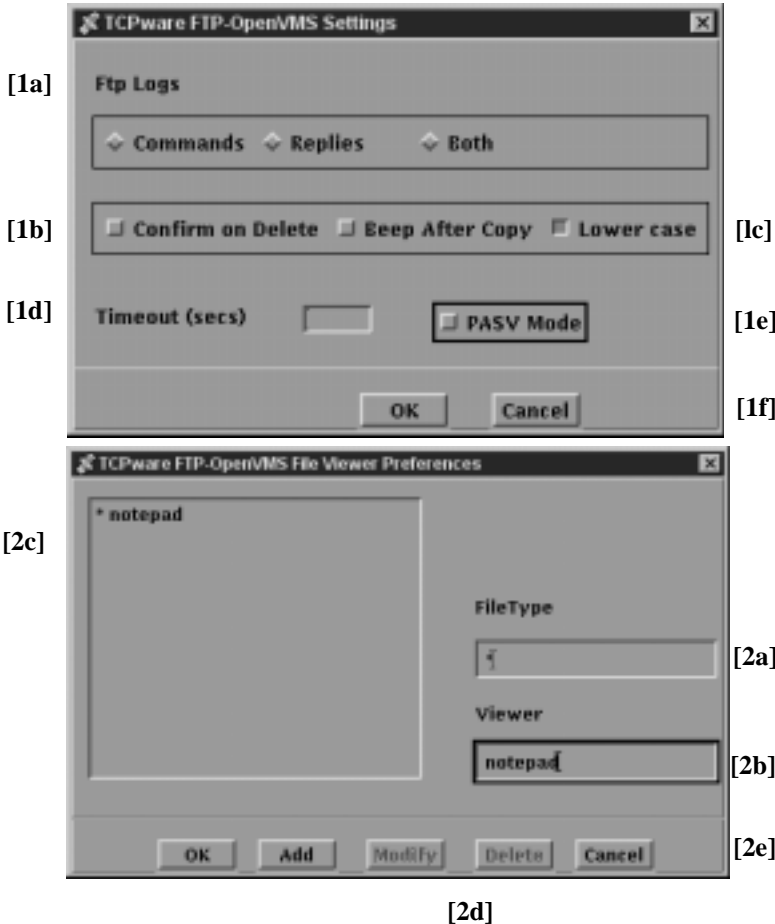 TCPware FTP-OpenVMS Settings
[1a] Ftp Logs
Commands Replies Both
[1b] Confirm on Delete Beep After Copy Lower case [lc]
[1d] Timeout (secs) PASV Mode [1e]
OK Cancel [1f]
TCPware FTP-OpenVMS File Viewer Preferences
* notepad
[2c]
FileType
* [2a]
Viewer
notepad [2b]
OK Add Modify Delete Cancel [2e]
[2d]